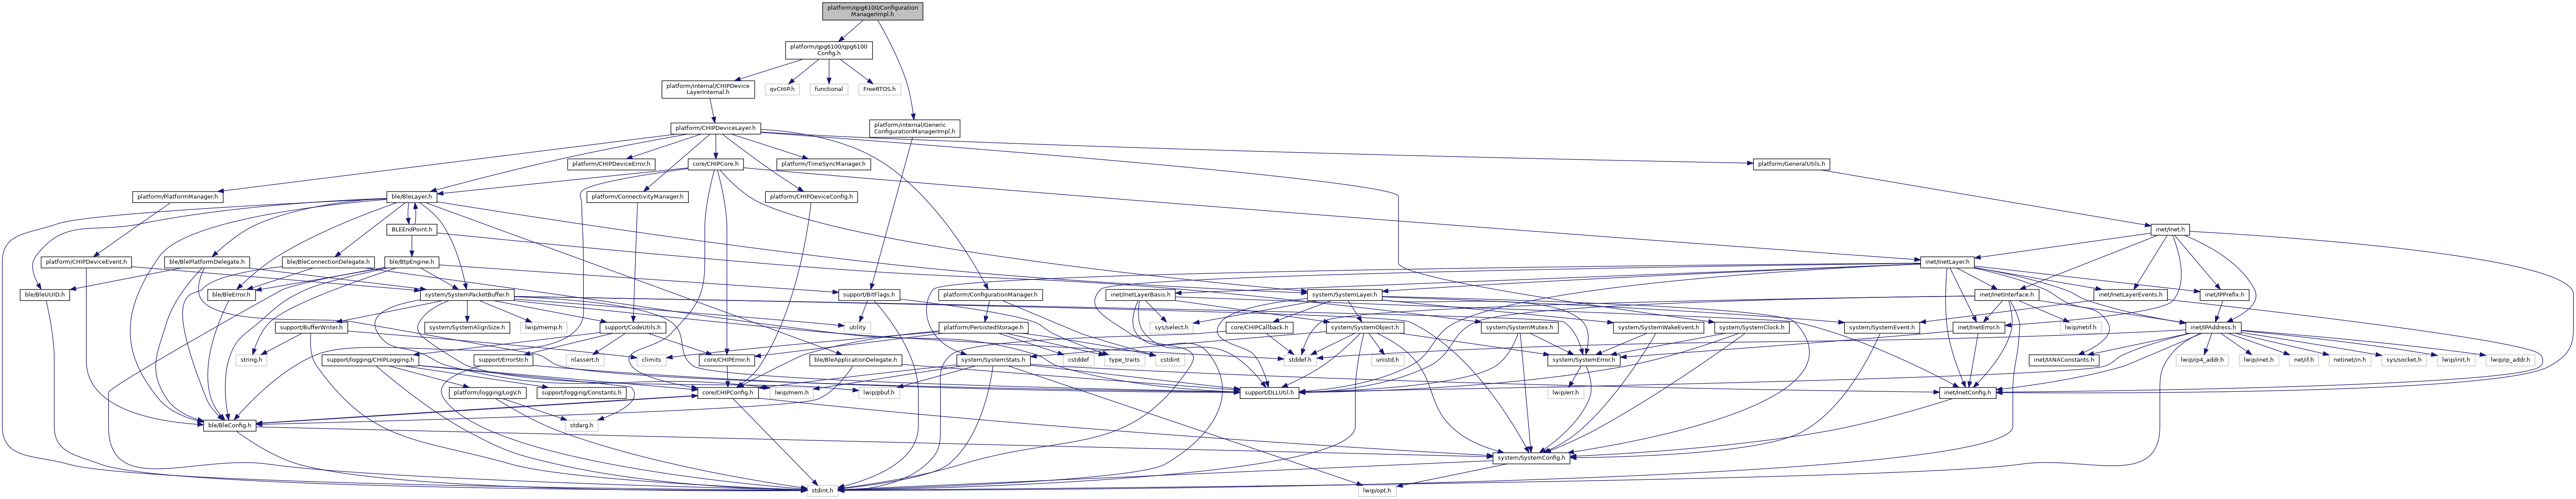 platform/qpg6100/Configuration
ManagerImpl.h
platform/qpg6100/qpg6100
Config.h
platform/internal/CHIPDevice
LayerInternal.h
qvCHIP.h
functional
FreeRTOS.h
platform/CHIPDeviceLayer.h
platform/internal/Generic
ConfigurationManagerImpl.h
platform/CHIPDeviceError.h
core/CHIPCore.h
platform/TimeSyncManager.h
platform/GeneralUtils.h
platform/PlatformManager.h
ble/BleLayer.h
platform/ConnectivityManager.h
platform/CHIPDeviceConfig.h
BLEEndPoint.h
inet/Inet.h
platform/CHIPDeviceEvent.h
ble/BlePlatformDelegate.h
ble/BleConnectionDelegate.h
ble/BtpEngine.h
inet/InetLayer.h
ble/BleUUID.h
ble/BleError.h
system/SystemPacketBuffer.h
support/BitFlags.h
platform/ConfigurationManager.h
inet/InetLayerBasis.h
system/SystemLayer.h
inet/InetInterface.h
inet/InetLayerEvents.h
inet/IPPrefix.h
support/BufferWriter.h
system/SystemAlignSize.h
lwip/memp.h
support/CodeUtils.h
utility
platform/PersistedStorage.h
sys/select.h
core/CHIPCallback.h
system/SystemObject.h
system/SystemMutex.h
system/SystemWakeEvent.h
system/SystemClock.h
system/SystemEvent.h
inet/InetError.h
lwip/netif.h
inet/IPAddress.h
string.h
support/logging/CHIPLogging.h
support/ErrorStr.h
nlassert.h
climits
core/CHIPError.h
ble/BleApplicationDelegate.h
system/SystemStats.h
cstddef
type_traits
cstdint
stddef.h
unistd.h
system/SystemError.h
inet/IANAConstants.h
lwip/ip4_addr.h
lwip/inet.h
net/if.h
netinet/in.h
sys/socket.h
lwip/init.h
lwip/ip_addr.h
platform/logging/LogV.h
support/logging/Constants.h
core/CHIPConfig.h
lwip/mem.h
lwip/pbuf.h
support/DLLUtil.h
lwip/err.h
inet/InetConfig.h
ble/BleConfig.h
stdarg.h
system/SystemConfig.h
stdint.h
lwip/opt.h